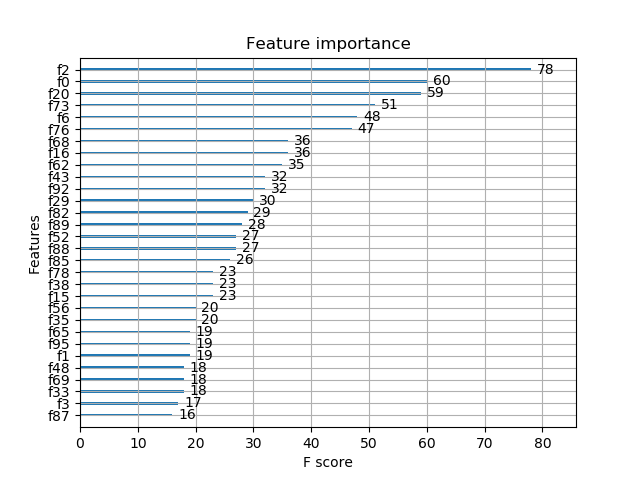 Feature importance
Features
f2 78
f0 60
f20 59
f73 51
f6 48
f76 47
f68 36
f16 36
f62 35
f43 32
f92 32
f29 30
f82 29
f89 28
f52 27
f88 27
f85 26
f78 23
f38 23
f15 23
f56 20
f35 20
f65 19
f95 19
f1 19
f48 18
f69 18
f33 18
f3 17
f87 16
0 10 20 30 40 50 60 70 80
F score